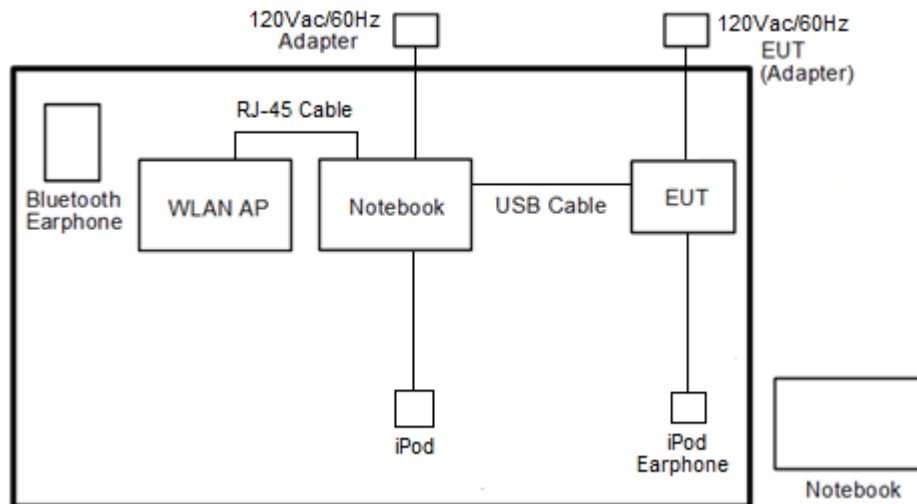 120Vac/60Hz
Adapter
120Vac/60Hz
EUT
(Adapter)
RJ-45 Cable
Bluetooth
Earphone
WLAN AP
Notebook
USB Cable
EUT
iPod
iPod
Earphone
Notebook